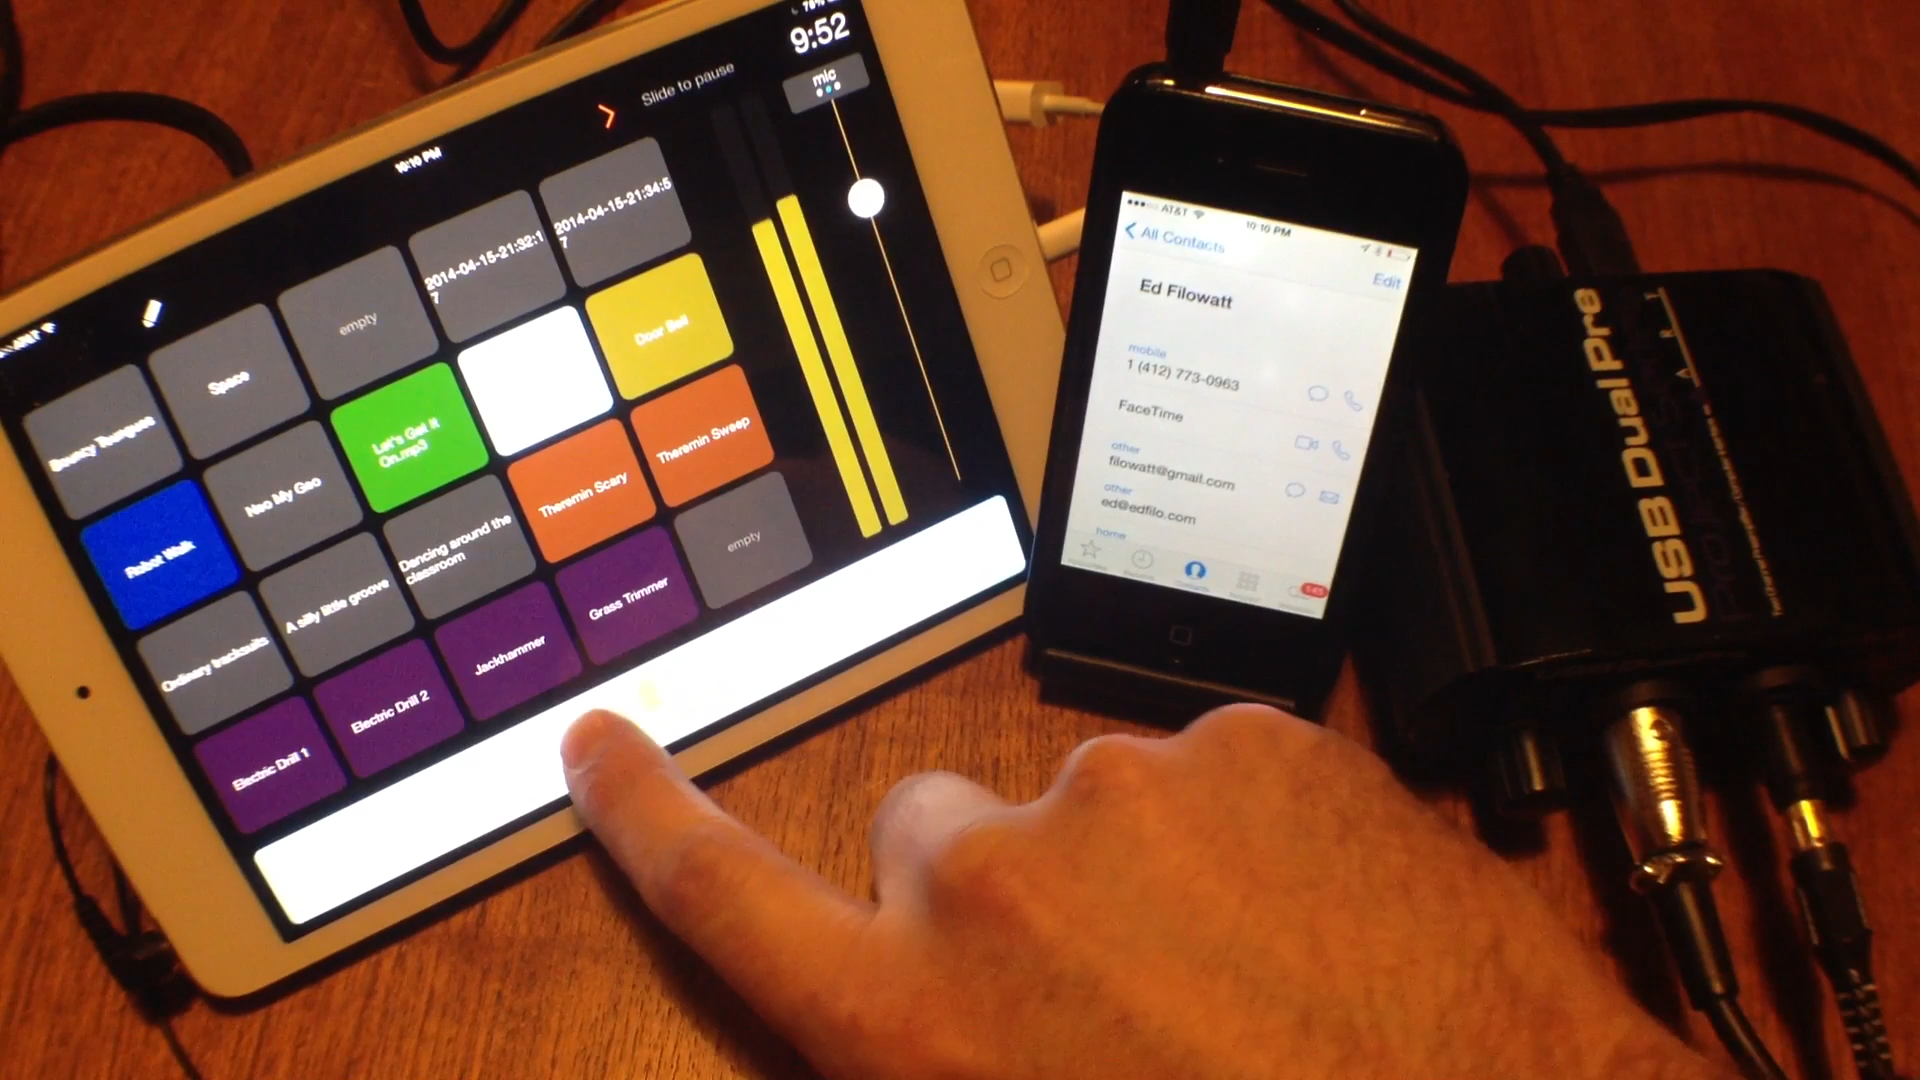 76%
9:52
mic
Slide to pause
10:10 PM
2014-04-15-21:34:5
7
2014-04-15-21:32:1
7
empty
Space
Bouncy Teengues
Door Bell
Let's Get It
On.mp3
Neo My Geo
Robot Walk
Theremin Sweep
Theremin Scary
Dancing around the
classroom
A silly little groove
Ordinary tracksuits
empty
Grass Trimmer
Jackhammer
Electric Drill 2
Electric Drill 1
AT&T
10:10 PM
All Contacts
Edit
Ed Filowatt
mobile
1 (412) 773-0963
FaceTime
other
filowatt@gmail.com
other
ed@edfilo.com
home
Contacts
USB Dual Pre
ART